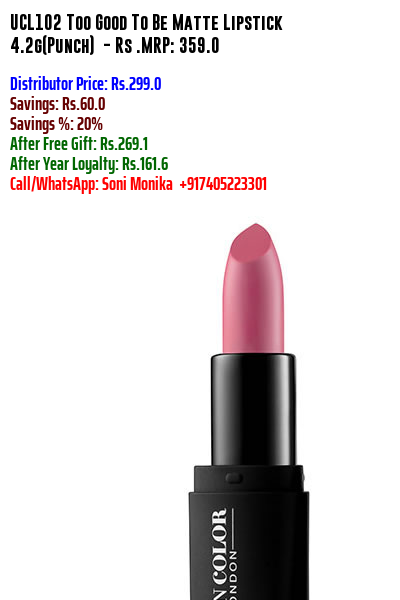 UCL102 Too Good To Be Matte Lipstick
4.2g(Punch) - Rs .MRP: 359.0
Distributor Price: Rs.299.0
Savings: Rs.60.0
Savings %: 20%
After Free Gift: Rs.269.1
After Year Loyalty: Rs.161.6
Call/WhatsApp: Soni Monika +917405223301
N COLOR
ONDON